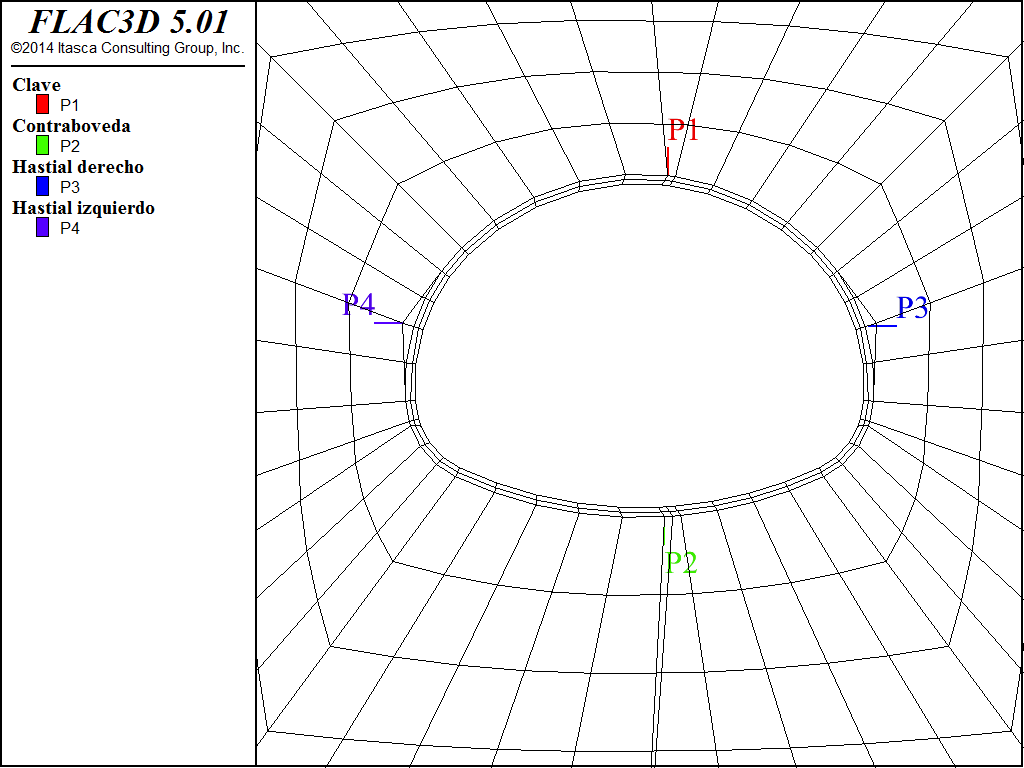 FLAC3D 5.01
©2014 Itasca Consulting Group, Inc.
Clave
P1
Contraboveda
P2
Hastial derecho
P3
Hastial izquierdo
P4
P1
P4
P3
P2